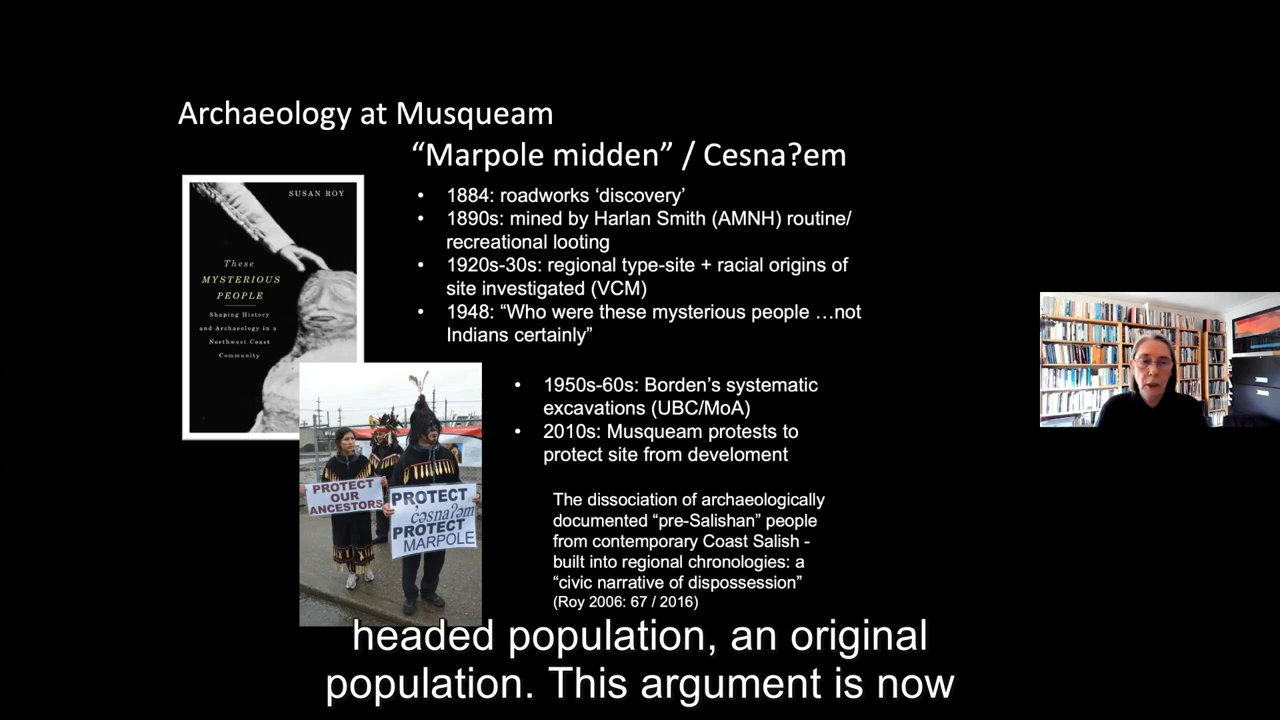 Archaeology at Musqueam
“Marpole midden” / Cesna?em
• 1884: roadworks ‘discovery’
• 1890s: mined by Harlan Smith (AMNH) routine/
recreational looting
• 1920s-30s: regional type-site + racial origins of
site investigated (VCM)
• 1948: “Who were these mysterious people …not
Indians certainly”
• 1950s-60s: Borden’s systematic
excavations (UBC/MoA)
• 2010s: Musqueam protests to
protect site from develoment
The dissociation of archaeologically
documented “pre-Salishan” people
from contemporary Coast Salish -
built into regional chronologies: a
“civic narrative of dispossession”
(Roy 2006: 67 / 2016)
SUSAN ROY
These
MYSTERIOUS
PEOPLE
Shaping History
and Archaeology in a
Northwest Coast
Community
PROTECT
OUR
ANCESTORS
PROTECT
c̓əsnaʔəm
PROTECT
MARPOLE
headed population, an original
population. This argument is now